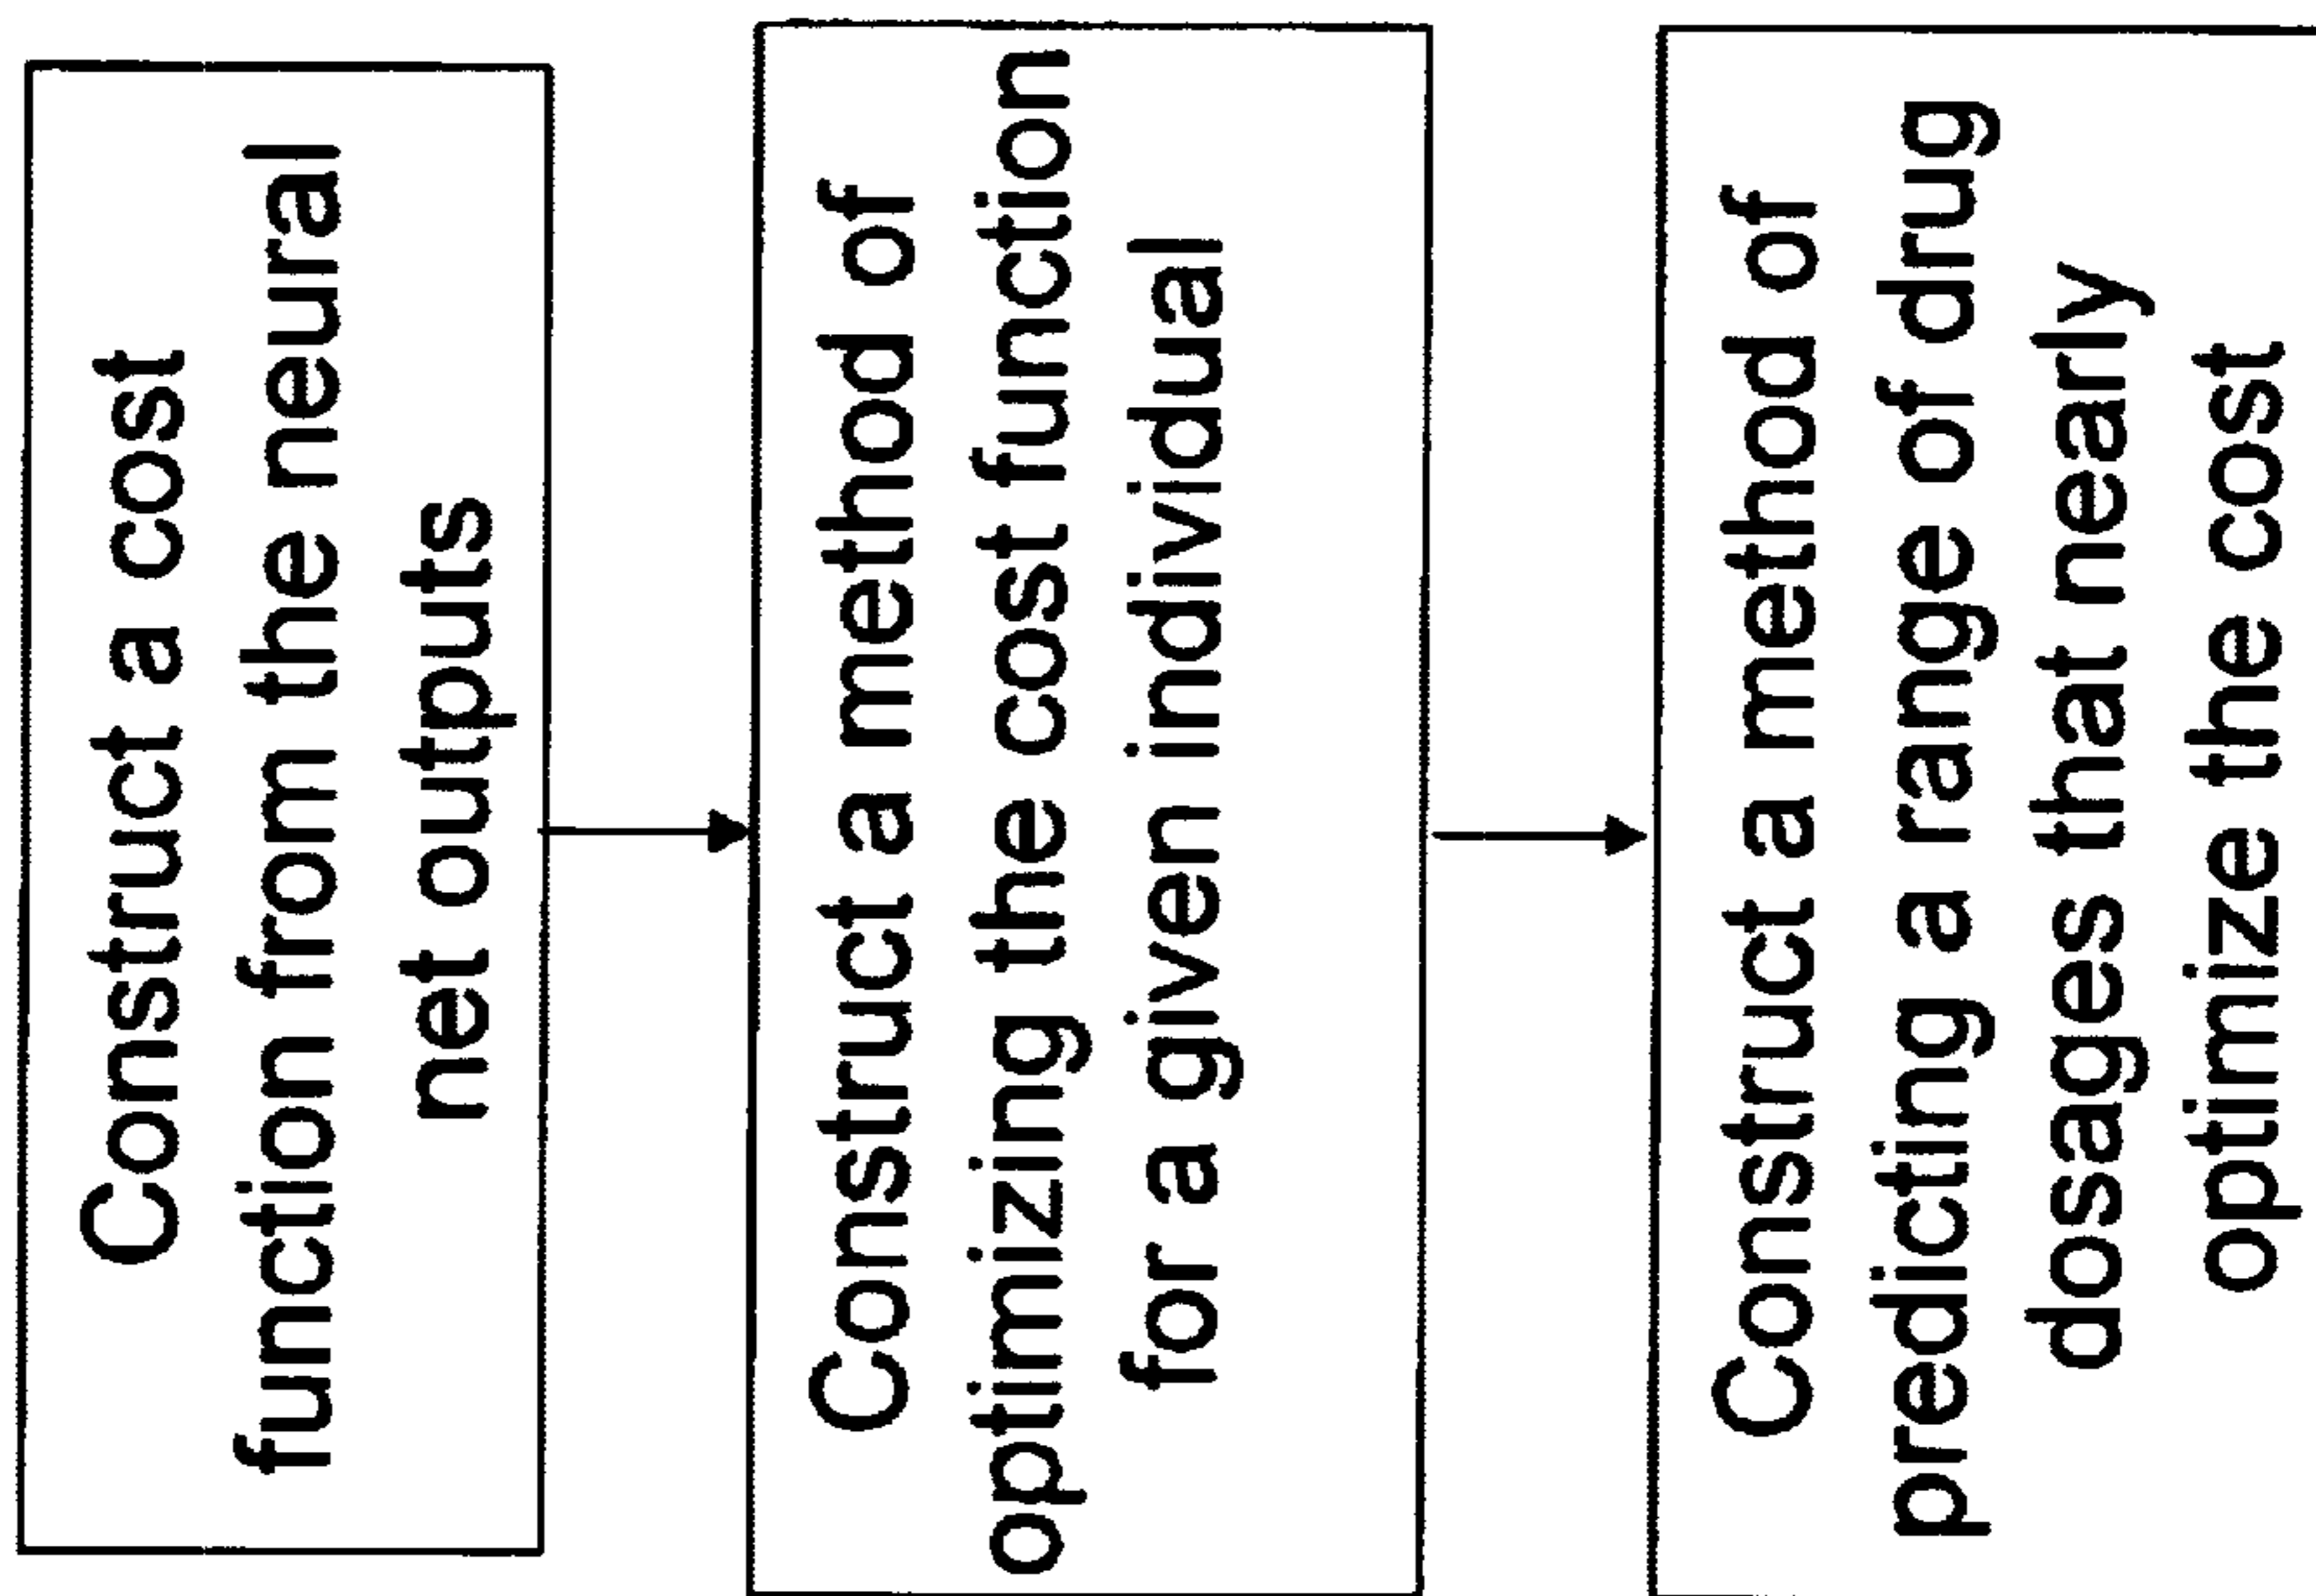 Construct a cost
function from the neural
net outputs
Construct a method of
optimizing the cost function
for a given individual
Construct a method of
predicting a range of drug
dosages that nearly
optimize the cost